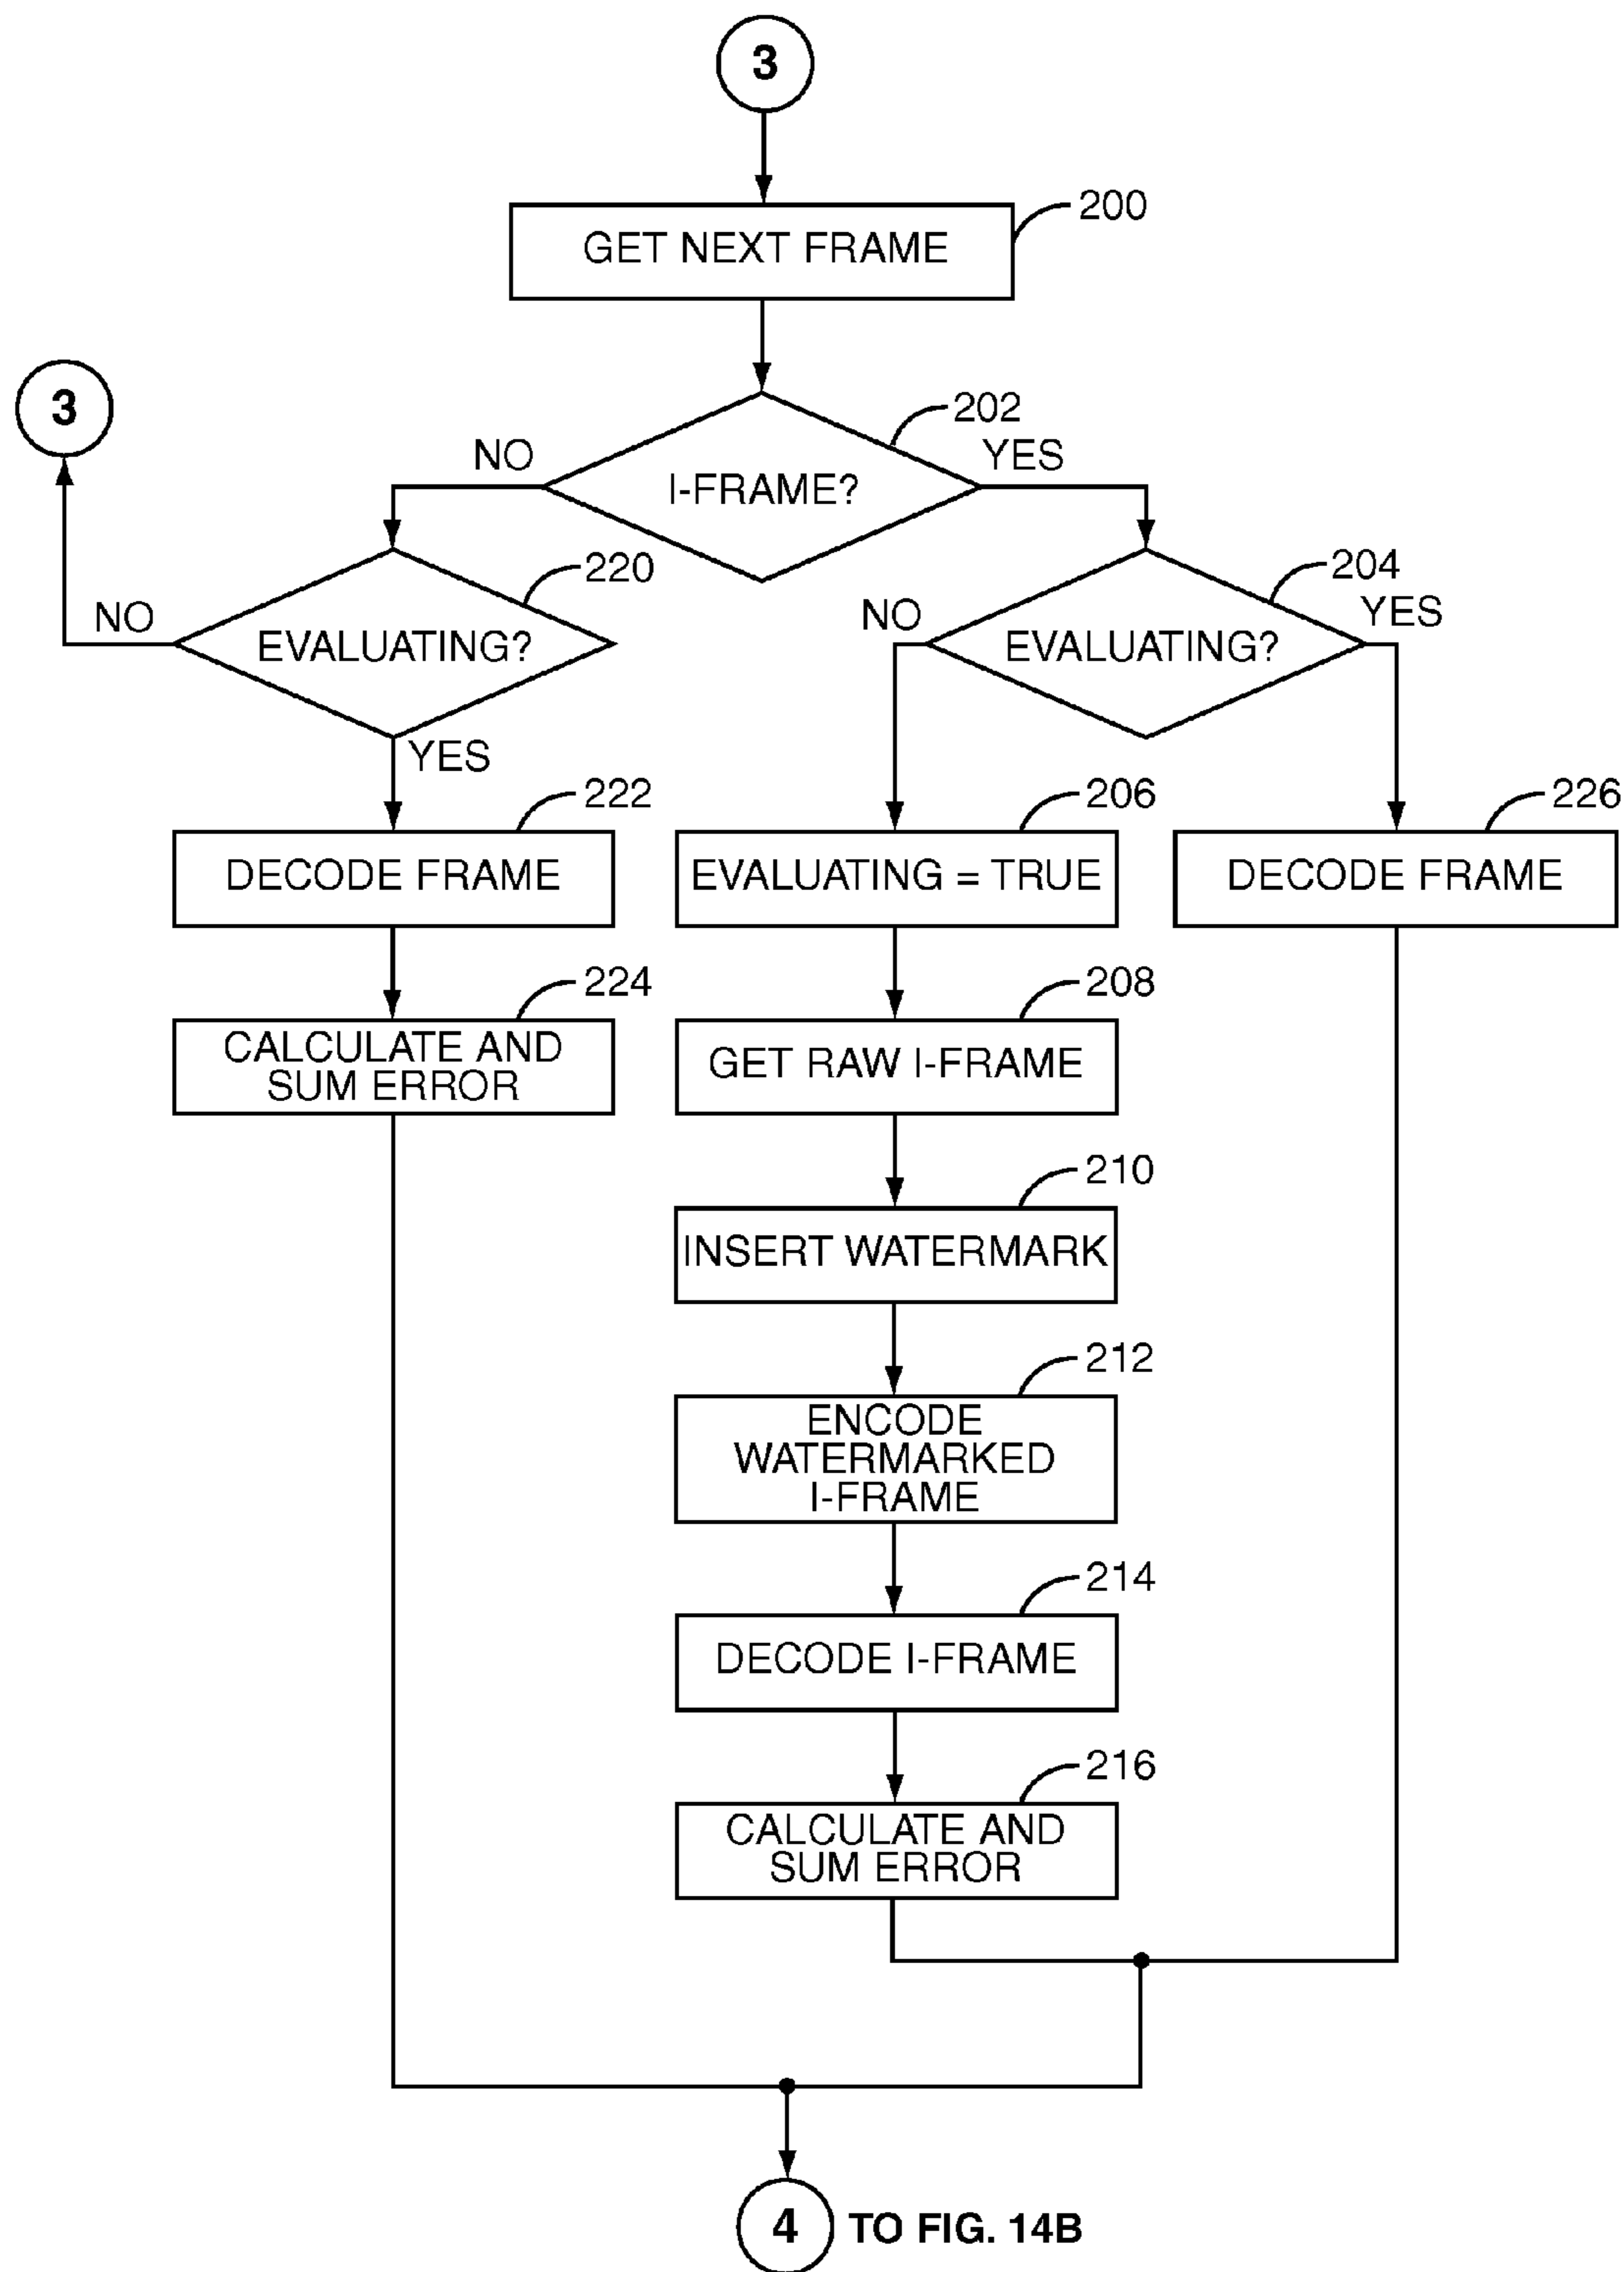 3
200
GET NEXT FRAME
3
202
NO
YES
I-FRAME?
220
204
NO
EVALUATING?
NO
EVALUATING?
YES
YES
222
206
226
DECODE FRAME
EVALUATING = TRUE
DECODE FRAME
224
208
CALCULATE AND
SUM ERROR
GET RAW I-FRAME
210
INSERT WATERMARK
212
ENCODE
WATERMARKED
I-FRAME
214
DECODE I-FRAME
216
CALCULATE AND
SUM ERROR
4 TO FIG. 14B